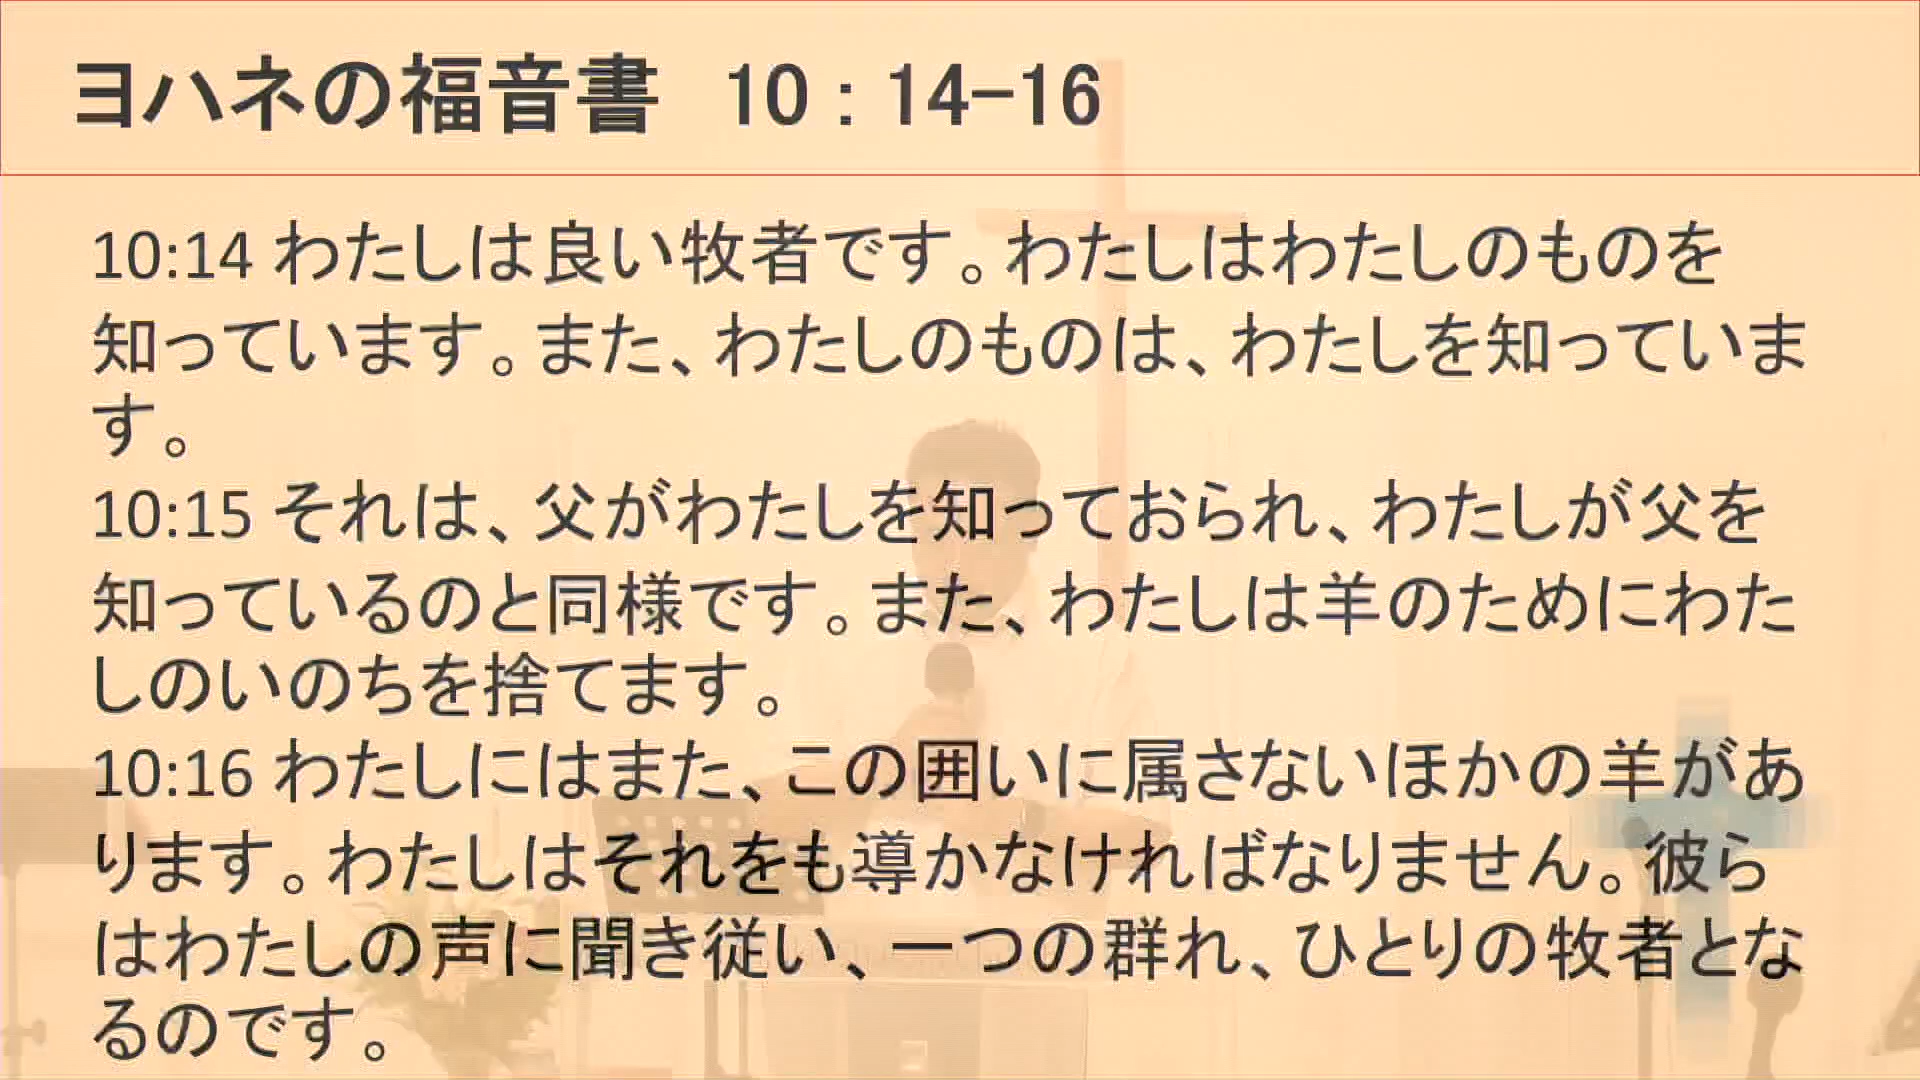 ヨハネの福音書　10：14-16
10:14 わたしは良い牧者です。わたしはわたしのものを
知っています。また、わたしのものは、わたしを知っていま
す。
10:15 それは、父がわたしを知っておられ、わたしが父を
知っているのと同様です。また、わたしは羊のためにわた
しのいのちを捨てます。
10:16 わたしにはまた、この囲いに属さないほかの羊があ
ります。わたしはそれをも導かなければなりません。彼ら
はわたしの声に聞き従い、一つの群れ、ひとりの牧者とな
るのです。